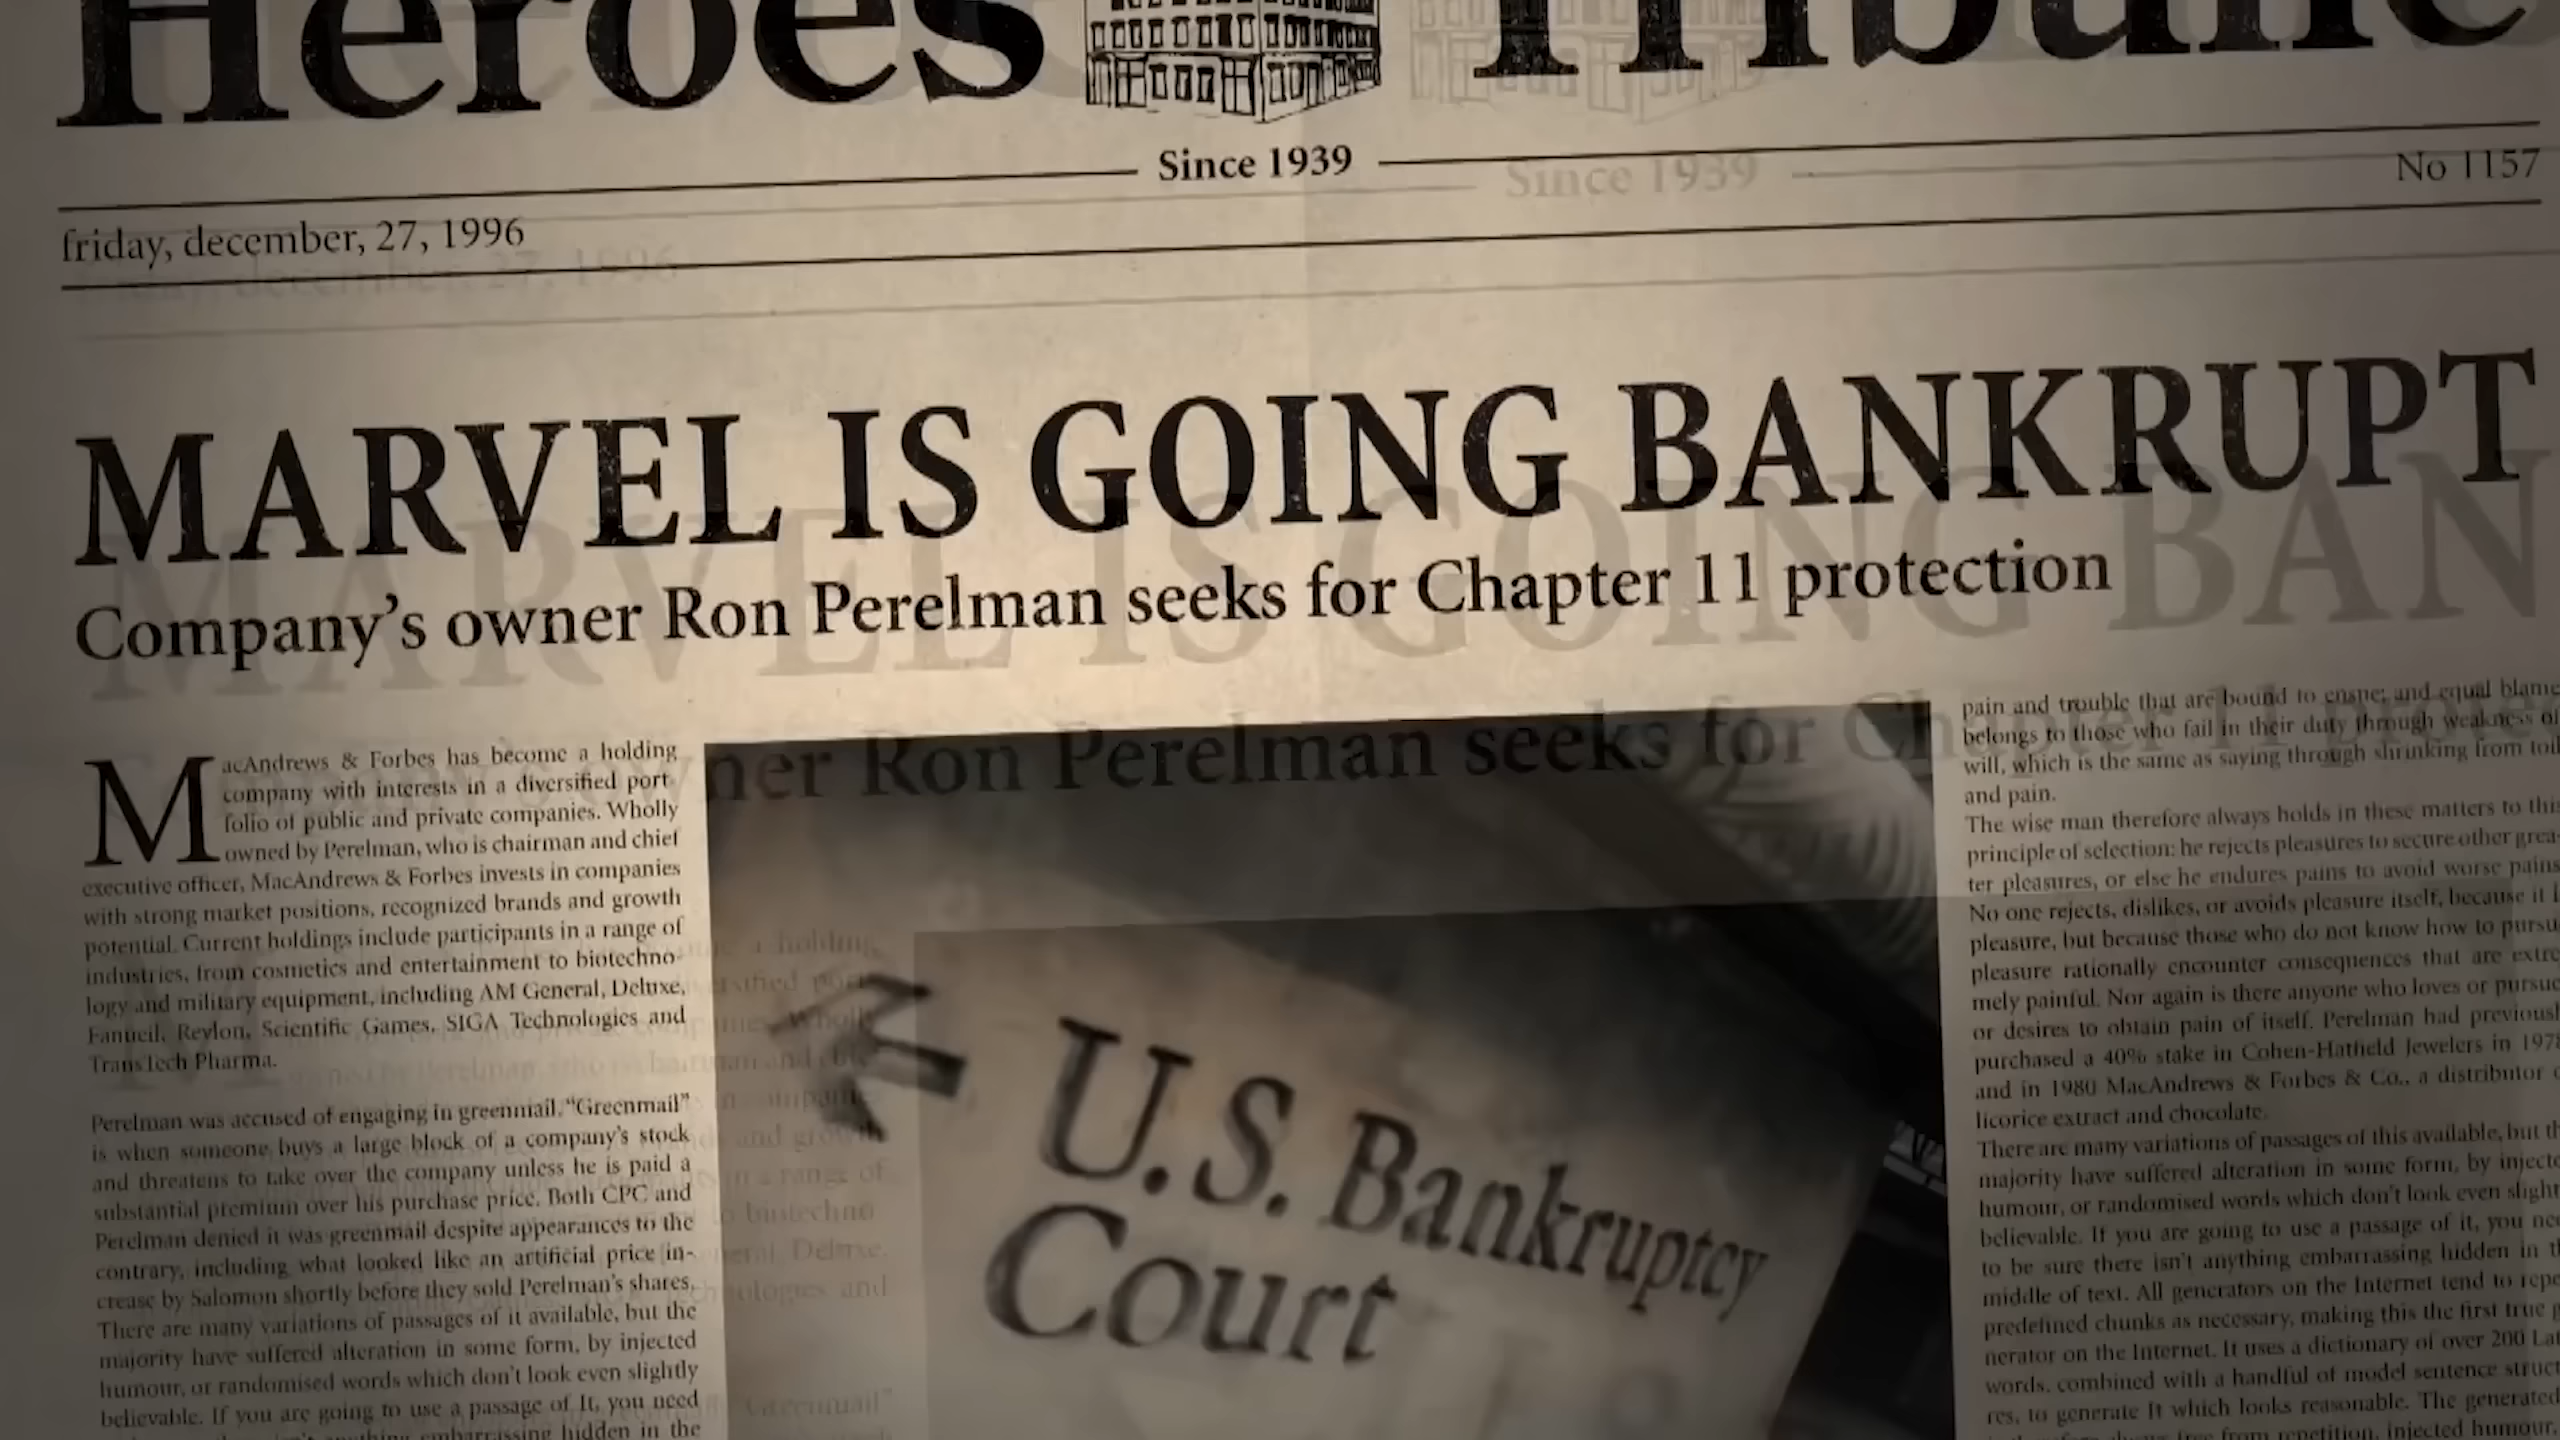 Heroes Tribune
Since 1939
No 1157
friday, december, 27, 1996
MARVEL IS GOING BANKRUPT
Company's owner Ron Perelman seeks for Chapter 11 protection
MacAndrews & Forbes has become a holding
company with interests in a diversified port-
folio of public and private companies. Wholly
owned by Perelman, who is chairman and chief
executive officer, MacAndrews & Forbes invests in companies
with strong market positions, recognized brands and growth
potential. Current holdings include participants in a range of
industries, from cosmetics and entertainment to biotechno-
logy and military equipment, including AM General, Deluxe,
Fanueil, Revlon, Scientific Games, SIGA Technologies and
TransTech Pharma.
Perelman was accused of engaging in greenmail. "Greenmail"
is when someone buys a large block of a company's stock
and threatens to take over the company unless he is paid a
substantial premium over his purchase price. Both CPC and
Perelman denied it was greenmail despite appearances to the
contrary, including what looked like an artificial price in-
crease by Salomon shortly before they sold Perelman's shares.
There are many variations of passages of it available, but the
majority have suffered alteration in some form, by injected
humour, or randomised words which don't look even slightly
believable. If you are going to use a passage of It, you need
anything embarrassing hidden in the
U.S. Bankruptcy
Court
pain and trouble that are bound to ensne; and equal blame
belongs to those who fail in their duty through weakness of
will, which is the same as saying through shrinking from toil
and pain.
The wise man therefore always holds in these matters to this
principle of selection: he rejects pleasures to secure other grea-
ter pleasures, or else he endures pains to avoid worse pains.
No one rejects, dislikes, or avoids pleasure itself, because it
pleasure, but because those who do not know how to
pleasure rationally encounter consequences that are extre-
mely painful. Nor again is there anyone who loves or
or desires to obtain pain of itself. Perelman had
purchased a 40% stake in Cohen-Hatfield Jewelers in
and in 1980 MacAndrews & Forbes & Co., a distributor
licorice extract and chocolate.
There are many variations of passages of this available, but
majority have suffered alteration in some form, by
humour, or randomised words which don't look even
believable. If you are going to use a passage of it, you
to be sure there isn't anything embarrassing hidden in
middle of text. All generators on the Internet tend to
predefined chunks as necessary, making this the first true
nerator on the Internet. It uses a dictionary of over 200
words, combined with a handful of model sentence
res, to generate It which looks reasonable. The generated
free from repetition, injected humour,